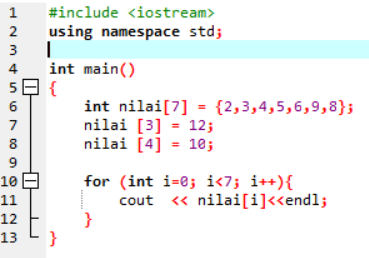 1 #include <iostream>
2 using namespace std;
3
4 int main()
5 {
6 int nilai[7] = {2,3,4,5,6,9,8};
7 nilai [3] = 12;
8 nilai [4] = 10;
9
10 for (int i=0; i<7; i++){
11 cout << nilai[i]<<endl;
12 }
13 }